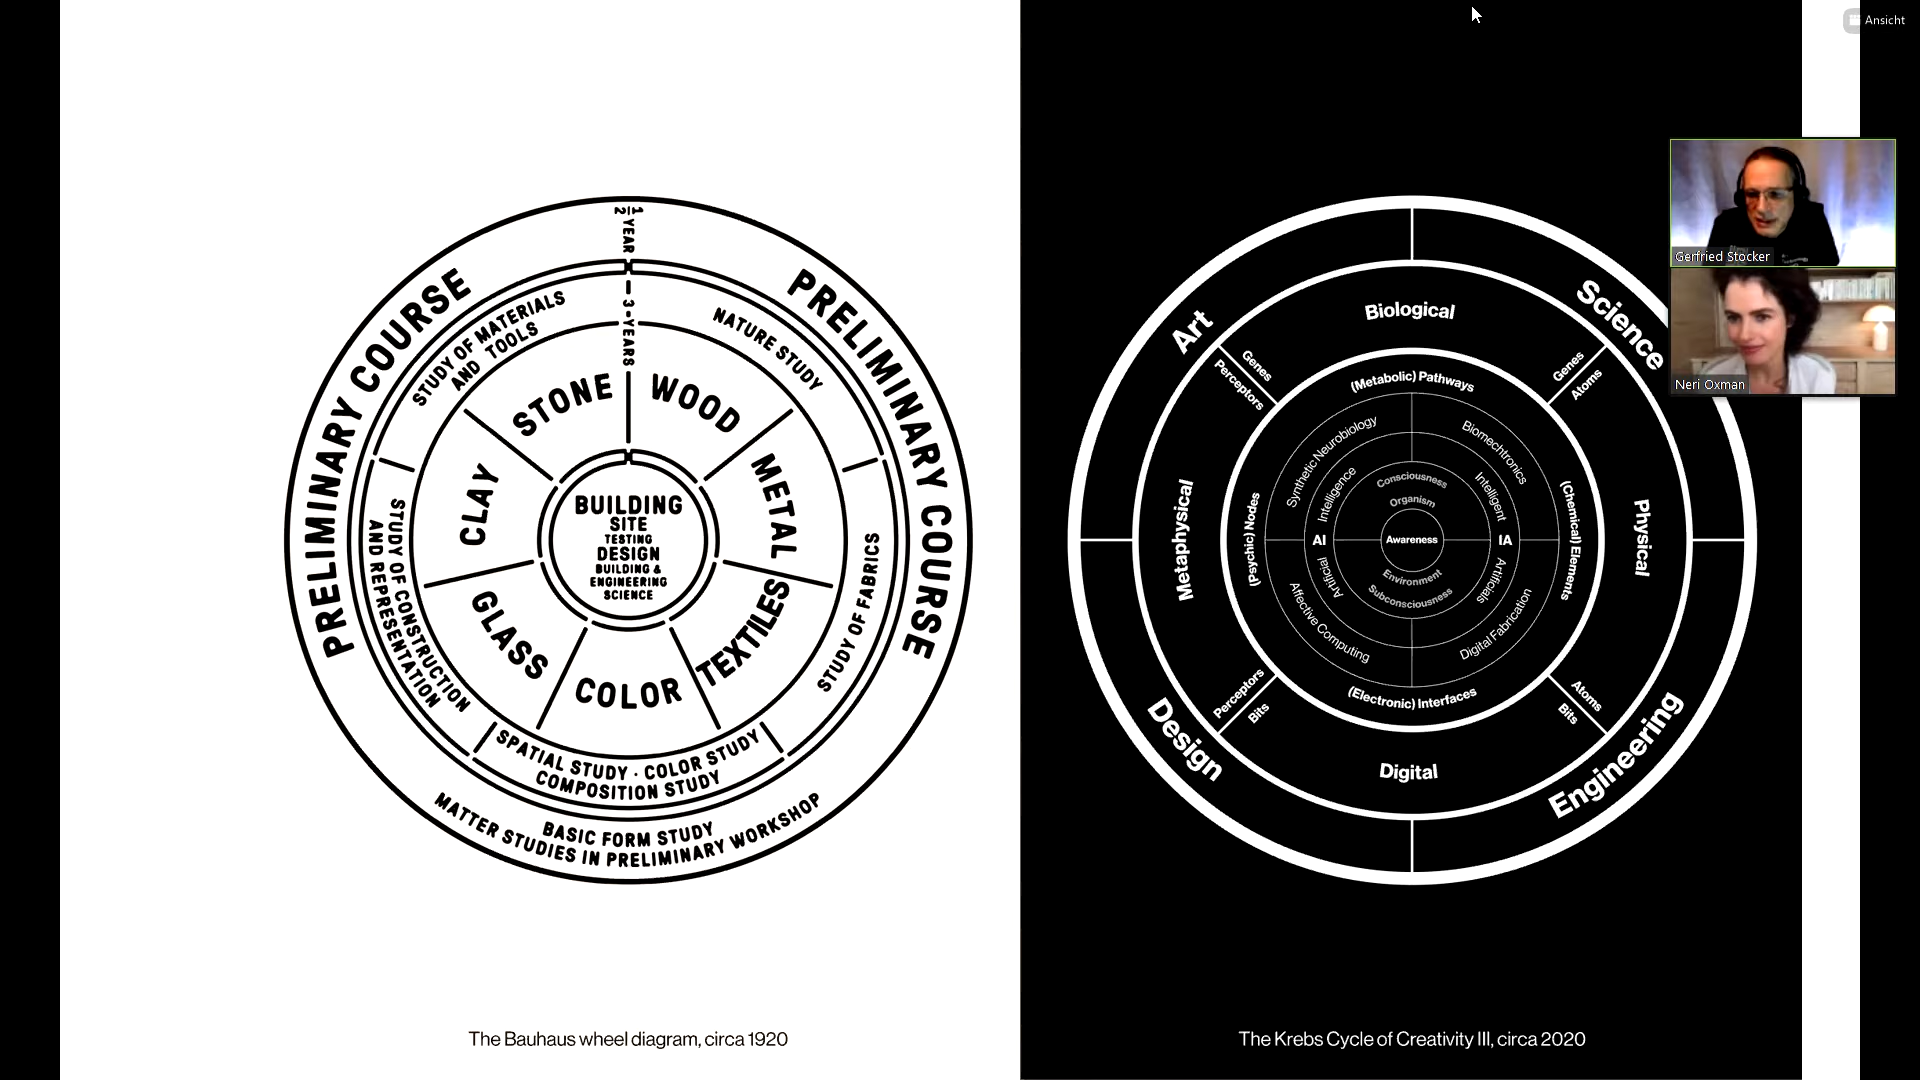 Ansicht
1/2 YEAR
3-YEARS
PRELIMINARY COURSE
PRELIMINARY COURSE
STUDY OF MATERIALS
AND TOOLS
NATURE STUDY
STUDY OF FABRICS
SPATIAL STUDY · COLOR STUDY
COMPOSITION STUDY
STUDY OF CONSTRUCTION
AND REPRESENTATION
BASIC FORM STUDY
MATTER STUDIES IN PRELIMINARY WORKSHOP
STONE
WOOD
METAL
TEXTILES
COLOR
GLASS
CLAY
BUILDING
SITE
TESTING
DESIGN
BUILDING &
ENGINEERING
SCIENCE
The Bauhaus wheel diagram, circa 1920
Art
Science
Engineering
Design
Biological
Physical
Digital
Metaphysical
Genes
Perceptors
Genes
Atoms
Atoms
Bits
Perceptors
Bits
(Metabolic) Pathways
(Chemical) Elements
(Electronic) Interfaces
(Psychic) Nodes
Synthetic Neurobiology
Biomechtronics
Digital Fabrication
Affective Computing
Intelligence
Intelligent
Artificials
Artificial
AI
IA
Consciousness
Organism
Awareness
Environment
Subconsciousness
The Krebs Cycle of Creativity III, circa 2020
Gerfried Stocker
Neri Oxman